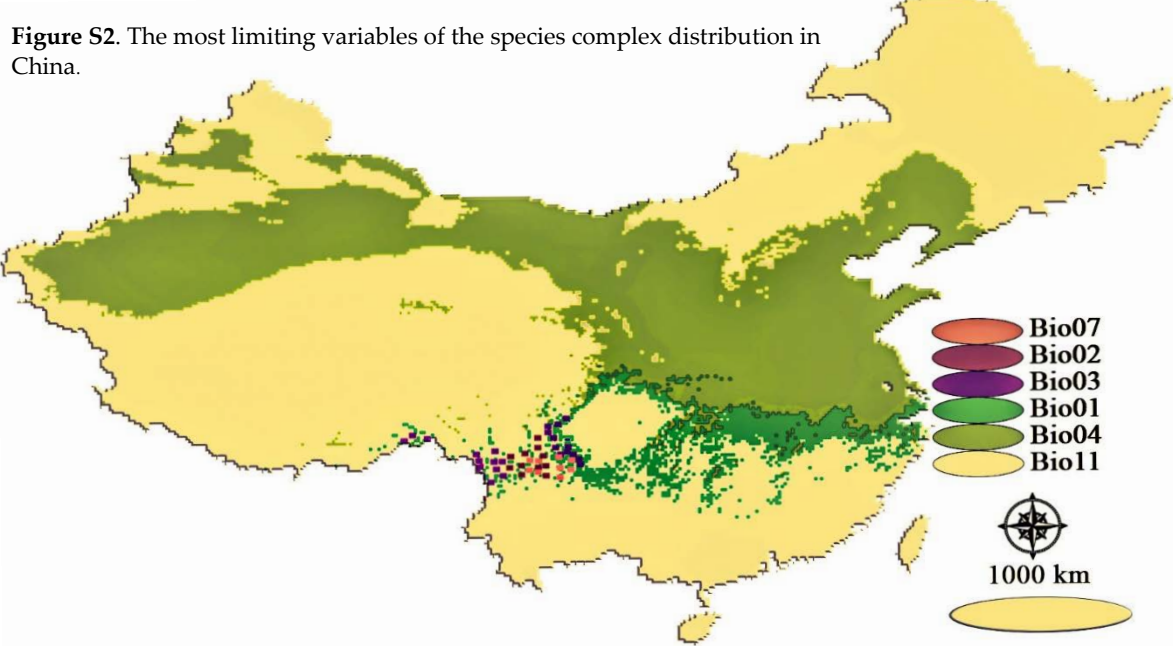 Figure S2. The most limiting variables of the species complex distribution in
China.
Bio07
Bio02
Bio03
Bio01
Bio04
Bio11
1000 km